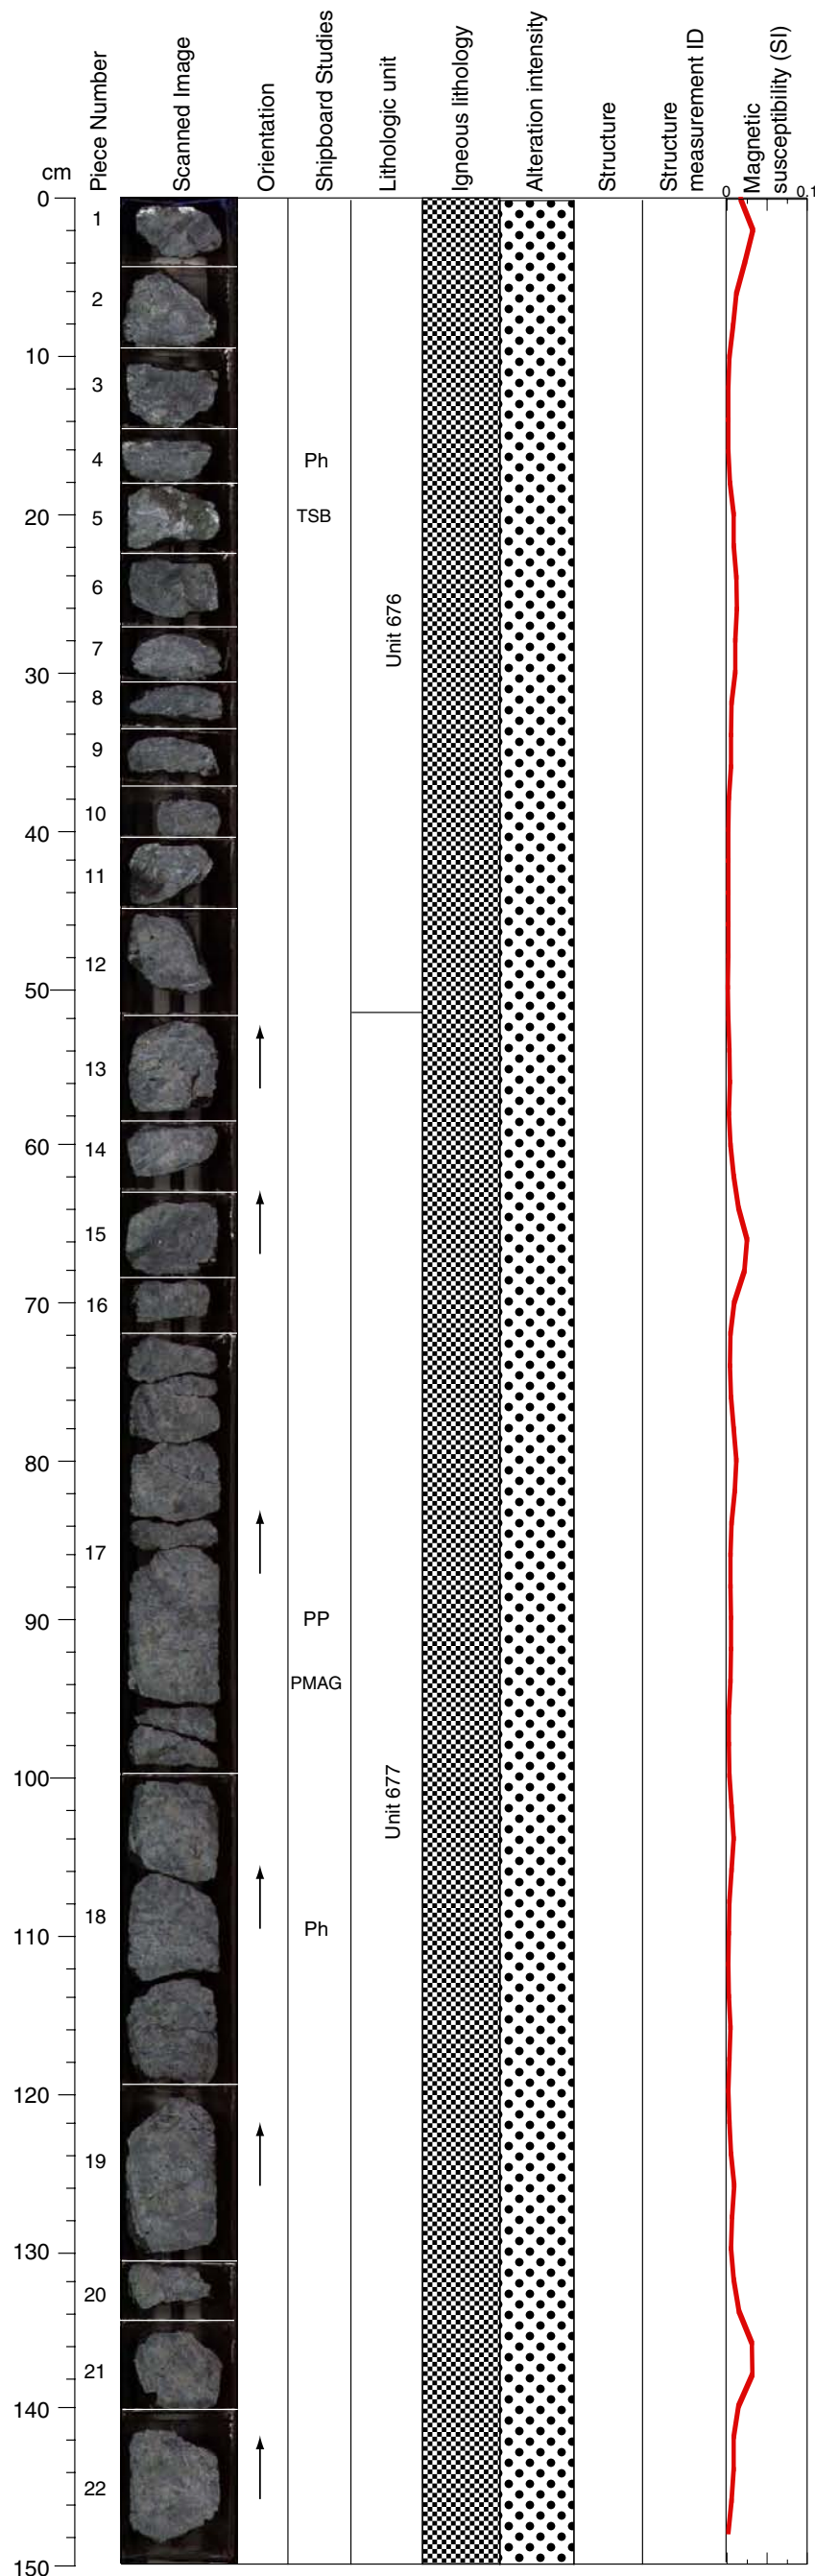 cm
Piece Number
Scanned Image
Orientation
Shipboard Studies
Lithologic unit
Igneous lithology
Alteration intensity
Structure
Structure
measurement ID
Magnetic
susceptibility (SI)
0 0.1
0
1
2
10
3
4 Ph
20
5 TSB
6
Unit 676
7
30
8
9
10
40
11
12
50
13
60
14
15
70
16
80
17
90
PP
PMAG
100
Unit 677
18 Ph
110
120
19
130
20
21
140
22
150